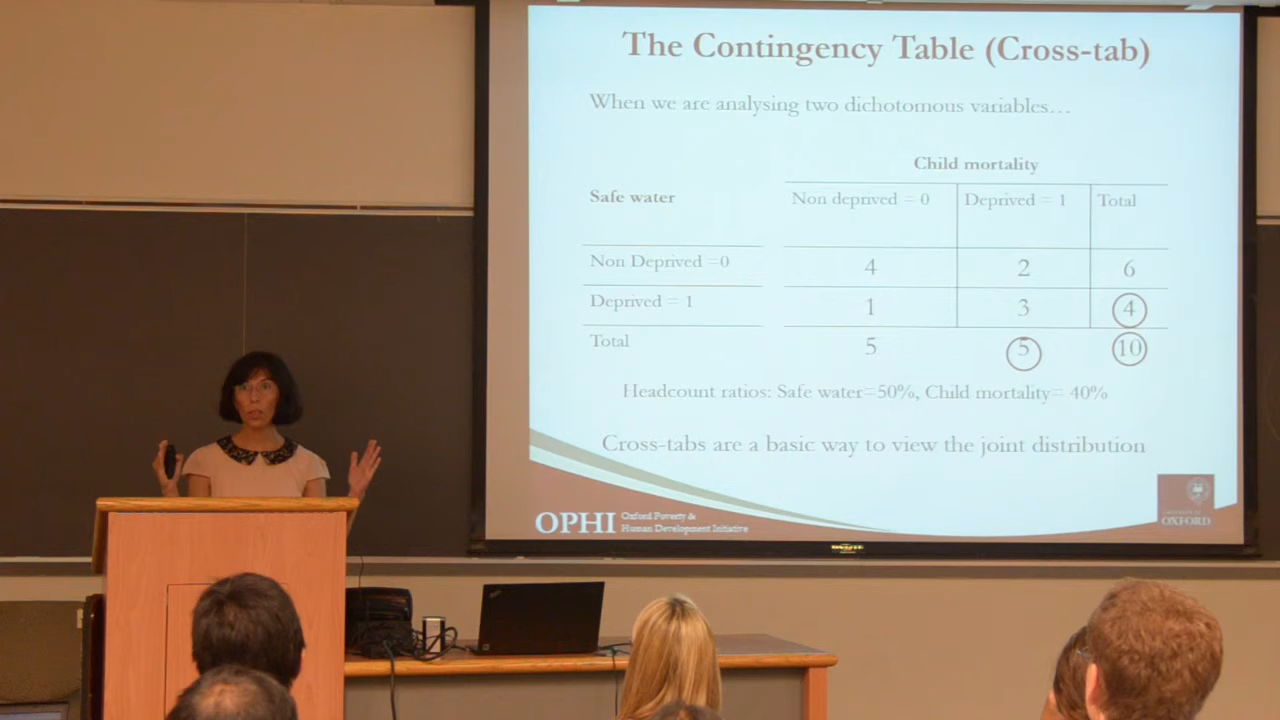 The Contingency Table (Cross-tab)
When we are analysing two dichotomous variables…
Child mortality
Safe water Non deprived = 0 Deprived = 1 Total
Non Deprived =0 4 2 6
Deprived = 1 1 3 4
Total 5 5 10
Headcount ratios: Safe water=50%, Child mortality= 40%
Cross-tabs are a basic way to view the joint distribution
OPHI Oxford Poverty &
Human Development Initiative
OXFORD